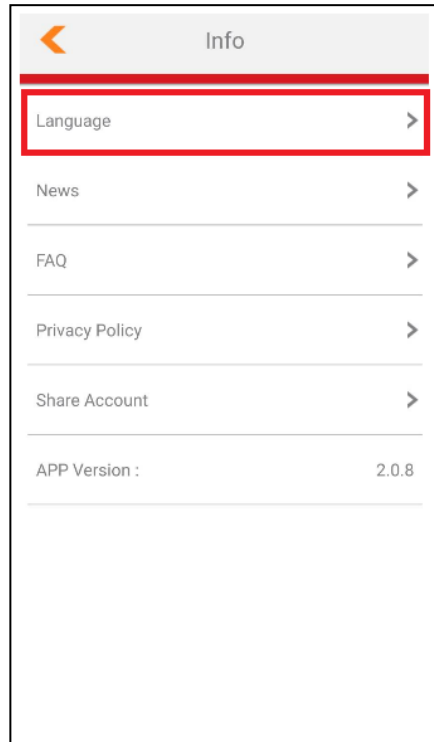 Info
Language
News
FAQ
Privacy Policy
Share Account
APP Version : 2.0.8